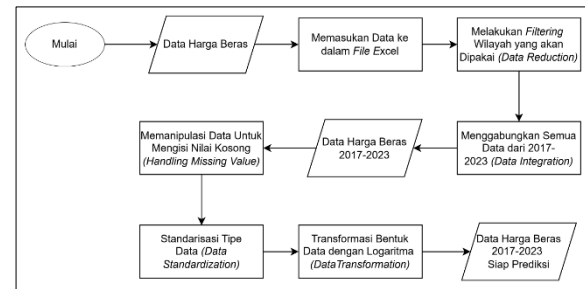 Mulai
Data Harga Beras
Memasukan Data ke
dalam File Excel
Melakukan Filtering
Wilayah yang akan
Dipakai (Data Reduction)
Menggabungkan Semua
Data dari 2017-
2023 (Data Integration)
Data Harga Beras
2017-2023
Memanipulasi Data Untuk
Mengisi Nilai Kosong
(Handling Missing Value)
Standarisasi Tipe
Data (Data
Standardization)
Transformasi Bentuk
Data dengan Logaritma
(DataTransformation)
Data Harga Beras
2017-2023
Siap Prediksi